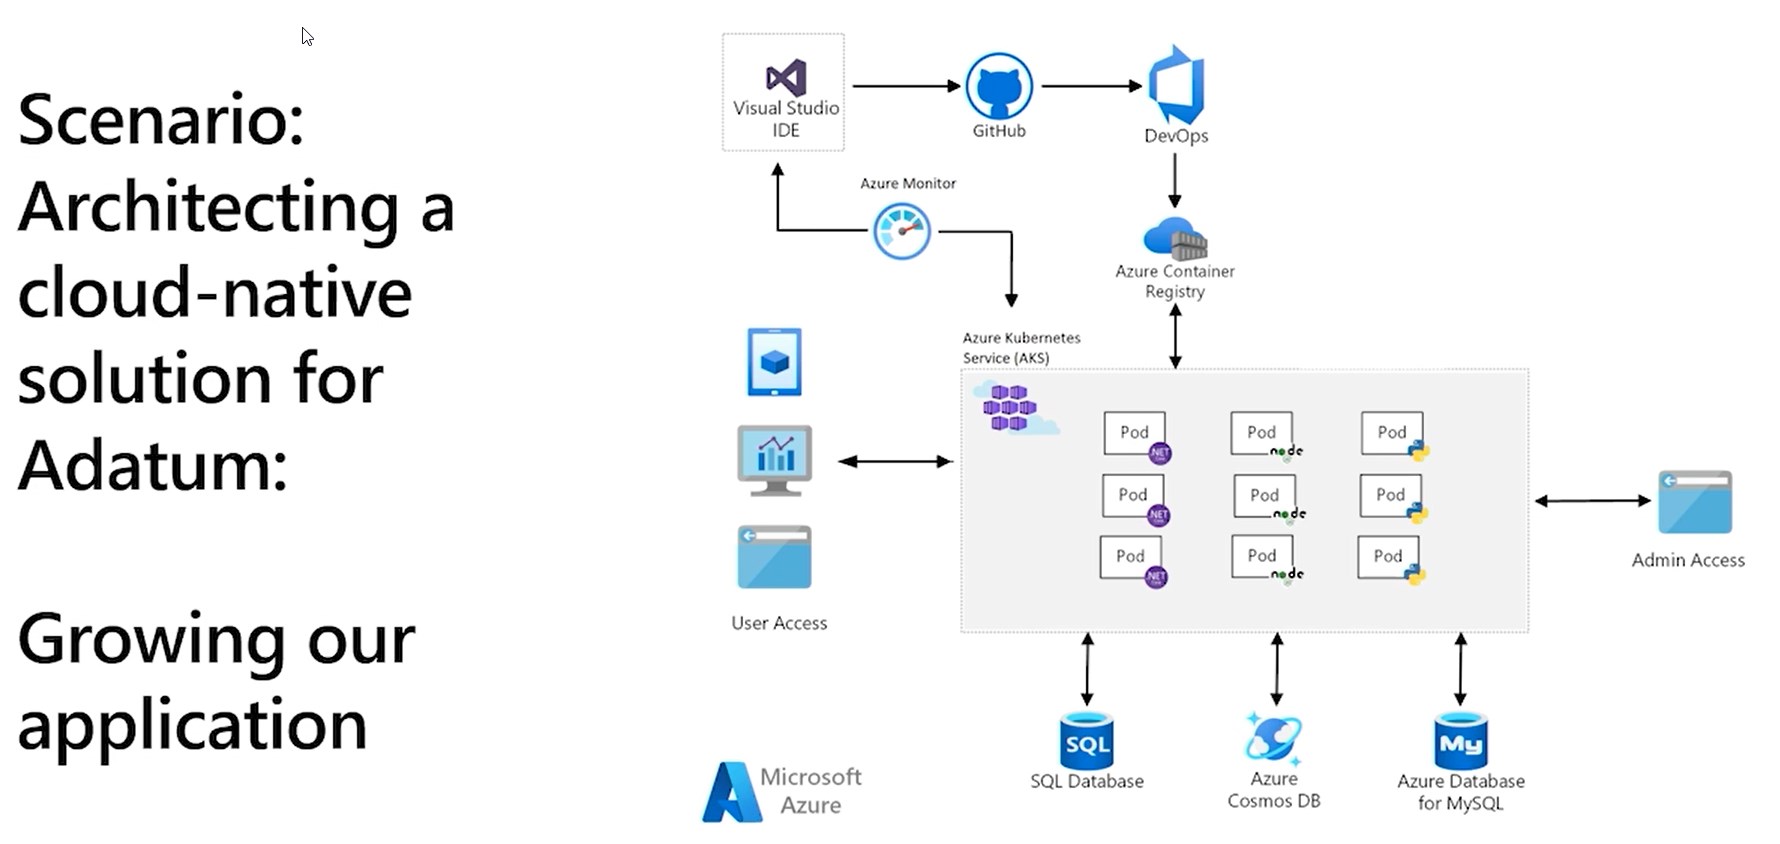 Scenario:
Architecting a
cloud-native
solution for
Adatum:
Growing our
application
Visual Studio
IDE
GitHub
DevOps
Azure Monitor
Azure Container
Registry
Azure Kubernetes
Service (AKS)
Pod
.NET
Pod
node
Pod
Pod
.NET
Pod
node
Pod
Pod
.NET
Pod
node
Pod
User Access
Admin Access
SQL
SQL Database
Azure
Cosmos DB
My
Azure Database
for MySQL
Microsoft
Azure